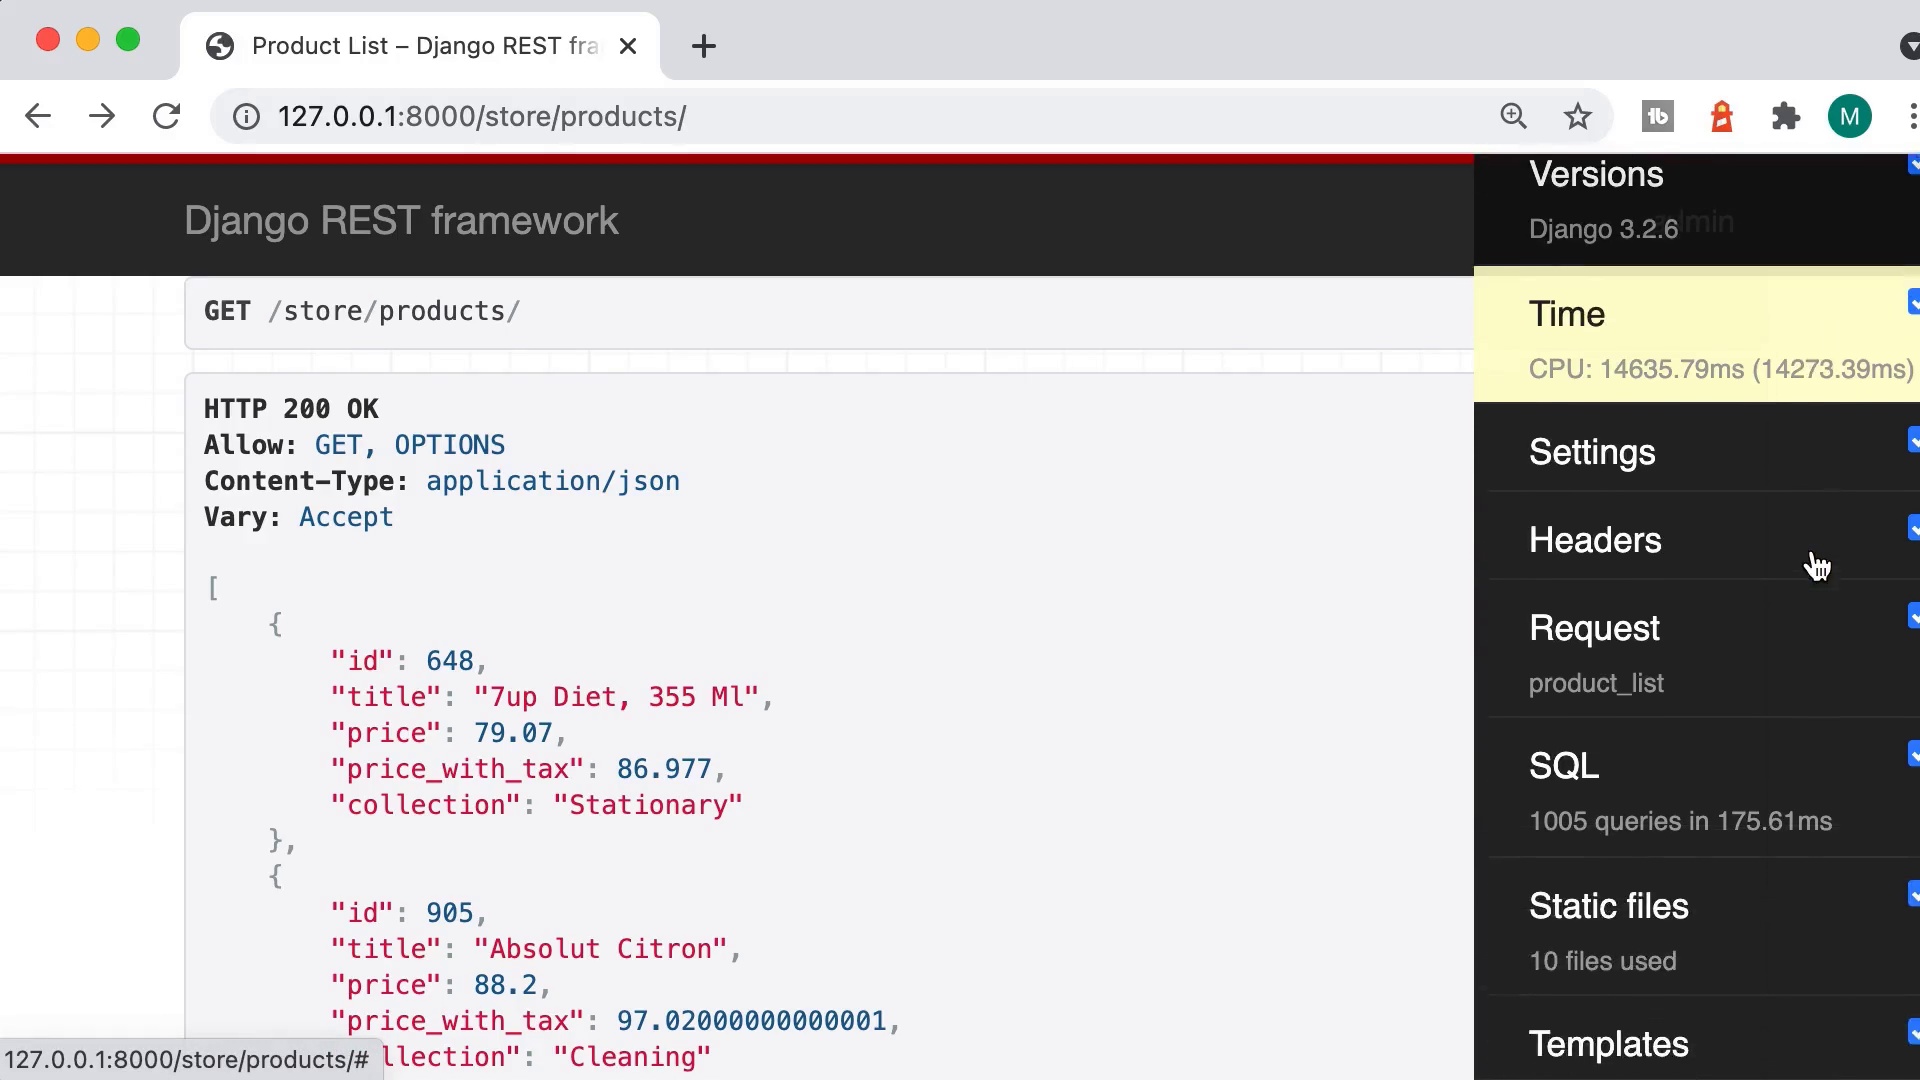 Product List – Django REST fra
127.0.0.1:8000/store/products/
M
Django REST framework
GET /store/products/
HTTP 200 OK
Allow: GET, OPTIONS
Content-Type: application/json
Vary: Accept
[
{
"id": 648,
"title": "7up Diet, 355 Ml",
"price": 79.07,
"price_with_tax": 86.977,
"collection": "Stationary"
},
{
"id": 905,
"title": "Absolut Citron",
"price": 88.2,
"price_with_tax": 97.02000000000001,
llection": "Cleaning"
127.0.0.1:8000/store/products/#
Versions
Django 3.2.6
admin
Time
CPU: 14635.79ms (14273.39ms)
Settings
Headers
Request
product_list
SQL
1005 queries in 175.61ms
Static files
10 files used
Templates